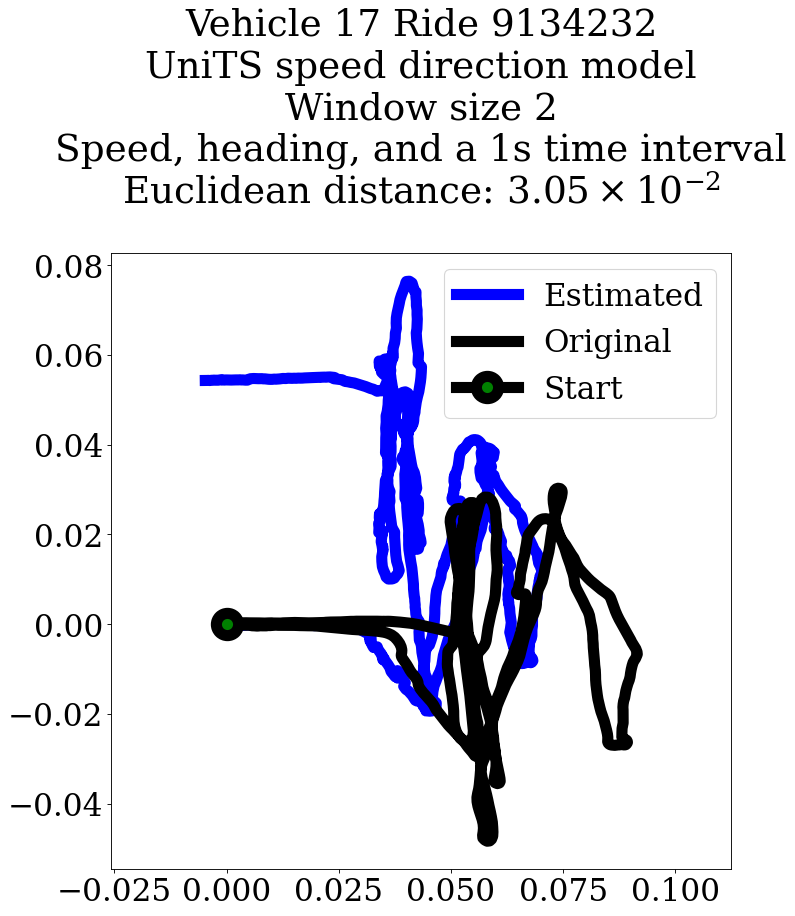 Vehicle 17 Ride 9134232
UniTS speed direction model
Window size 2
Speed, heading, and a 1s time interval
Euclidean distance: 3.05 × 10⁻²
0.08
0.06
0.04
0.02
0.00
−0.02
−0.04
Estimated
Original
Start
−0.025 0.000 0.025 0.050 0.075 0.100